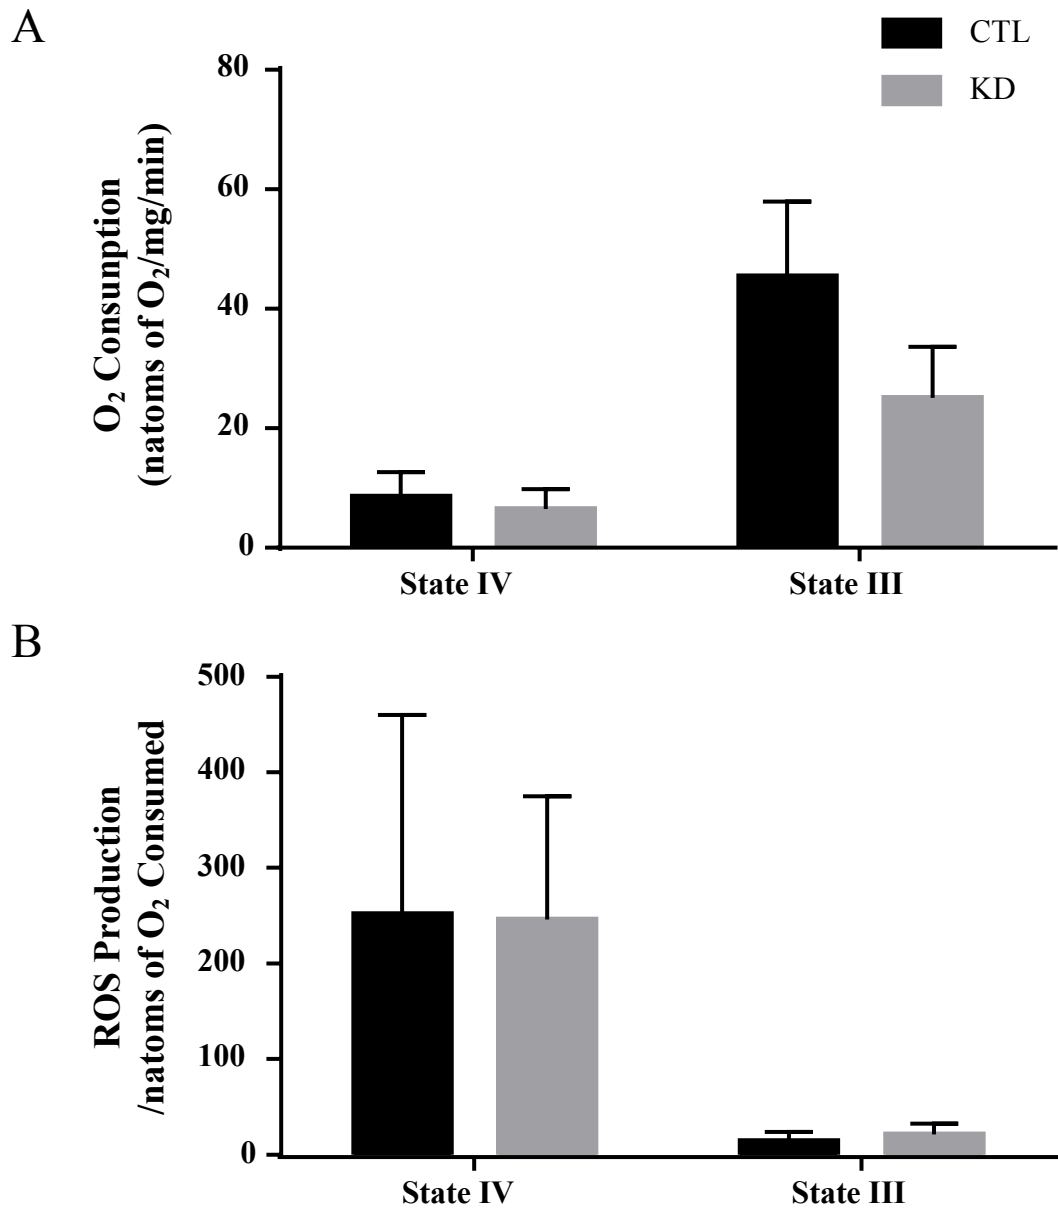 A
CTL
KD
80
60
40
20
0
O₂ Consunption
(natoms of O₂/mg/min)
State IV
State III
B
500
400
300
200
100
0
ROS Production
/natoms of O₂ Consumed
State IV
State III